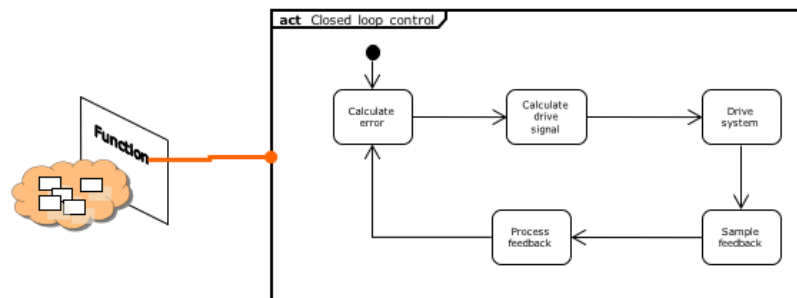 act Closed loop control
Calculate
error
Calculate
drive
signal
Drive
system
Function
Process
feedback
Sample
feedback